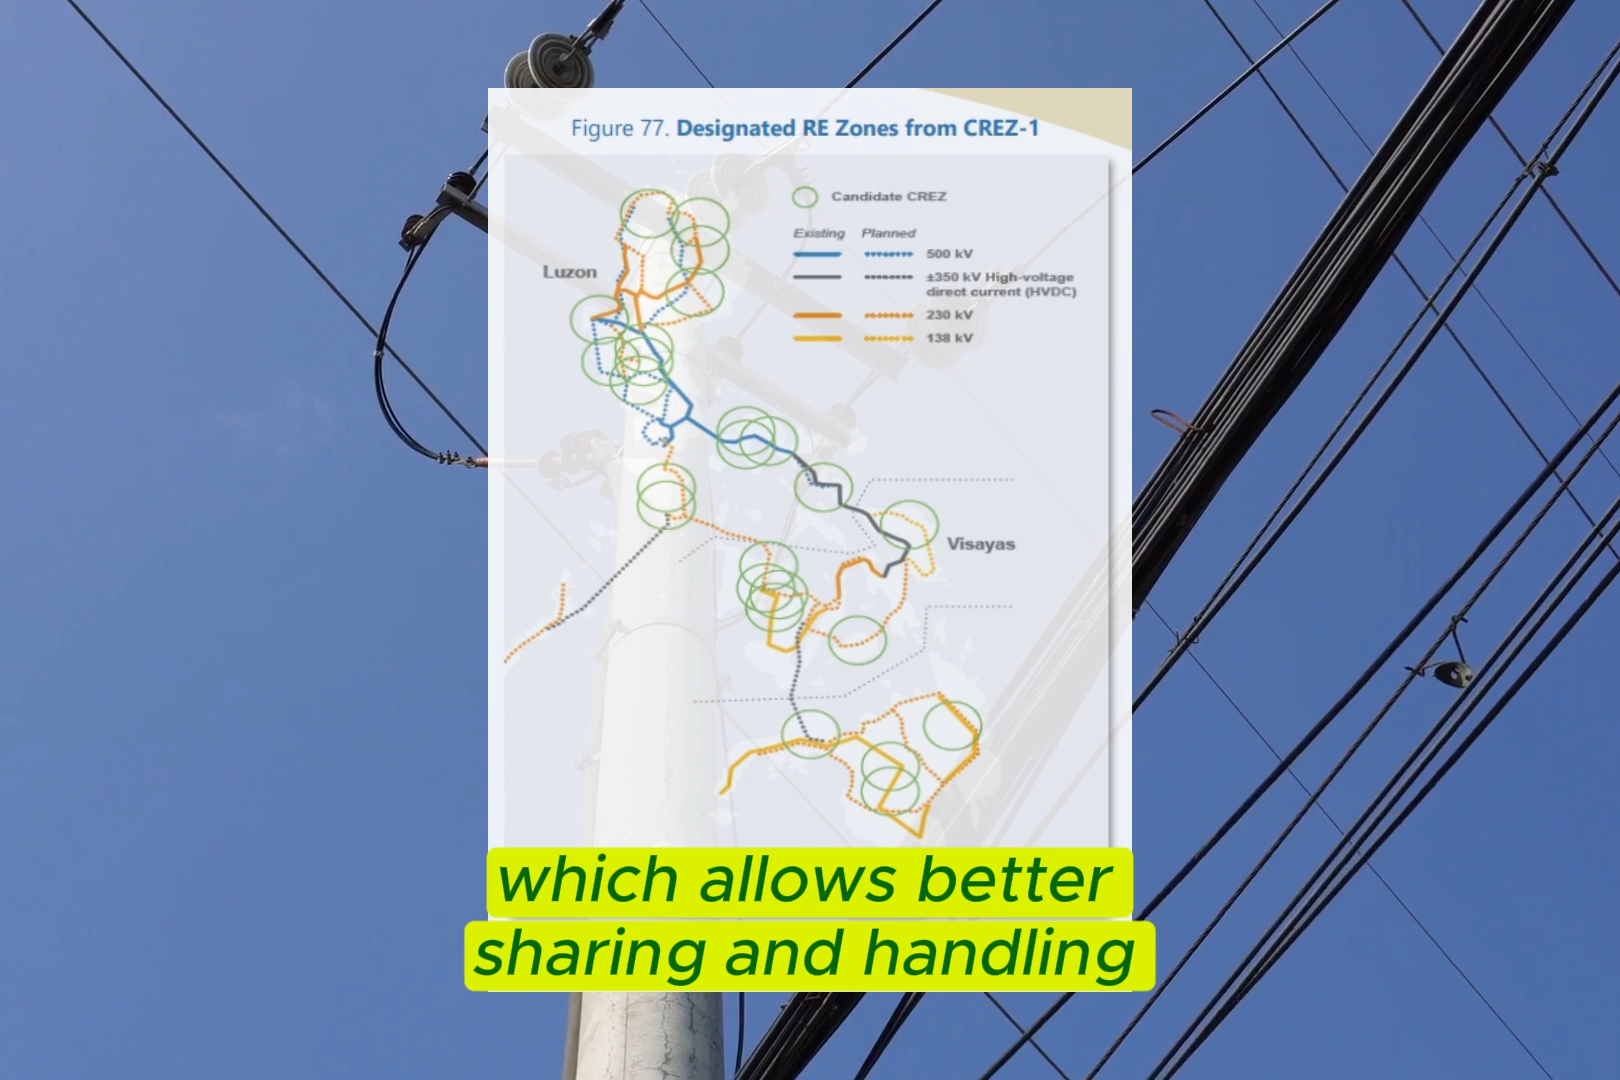 Figure 77. Designated RE Zones from CREZ-1
Candidate CREZ
Existing Planned
500 kV
±350 kV High-voltage
direct current (HVDC)
230 kV
138 kV
Luzon
Visayas
which allows better
sharing and handling